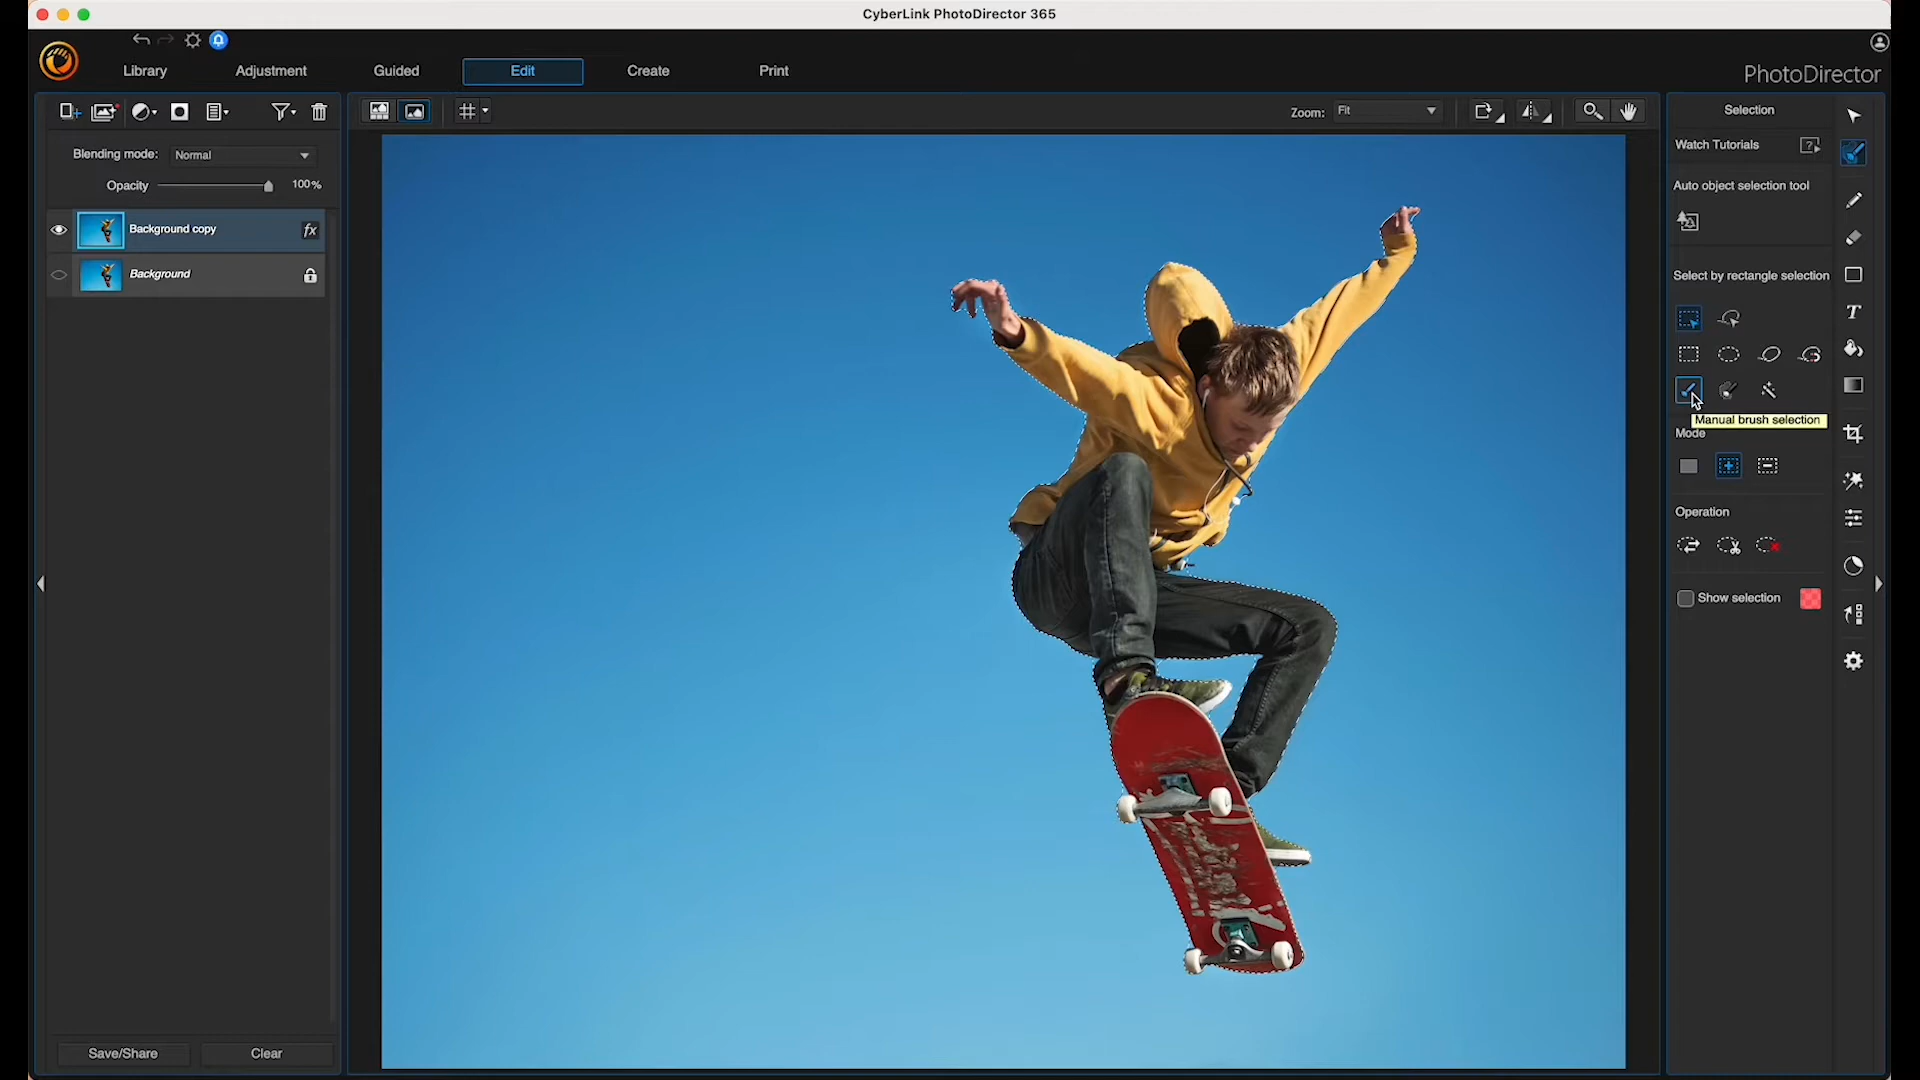 CyberLink PhotoDirector 365
Library
Adjustment
Guided
Edit
Create
Print
PhotoDirector
Zoom:
Fit
Blending mode:
Normal
Opacity
100%
Background copy
fx
Background
Save/Share
Clear
Selection
Watch Tutorials
Auto object selection tool
Select by rectangle selection
Manual brush selection
Mode
Operation
Show selection
T